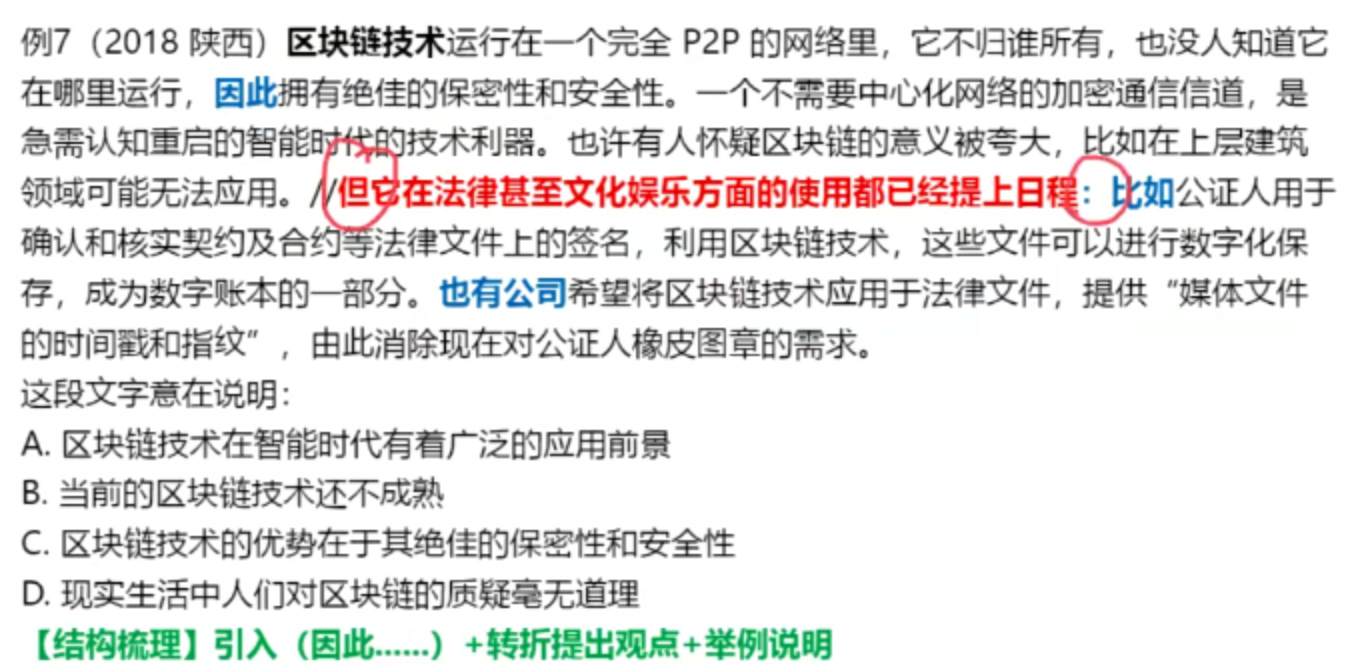 例7（2018 陕西）区块链技术运行在一个完全 P2P 的网络里，它不归谁所有，也没人知道它
在哪里运行，因此拥有绝佳的保密性和安全性。一个不需要中心化网络的加密通信信道，是
急需认知重启的智能时代的技术利器。也许有人怀疑区块链的意义被夸大，比如在上层建筑
领域可能无法应用。//但它在法律甚至文化娱乐方面的使用都已经提上日程：比如公证人用于
确认和核实契约及合约等法律文件上的签名，利用区块链技术，这些文件可以进行数字化保
存，成为数字账本的一部分。也有公司希望将区块链技术应用于法律文件，提供“媒体文件
的时间戳和指纹”，由此消除现在对公证人橡皮图章的需求。
这段文字意在说明：
A. 区块链技术在智能时代有着广泛的应用前景
B. 当前的区块链技术还不成熟
C. 区块链技术的优势在于其绝佳的保密性和安全性
D. 现实生活中人们对区块链的质疑毫无道理
【结构梳理】引入（因此……）+转折提出观点+举例说明